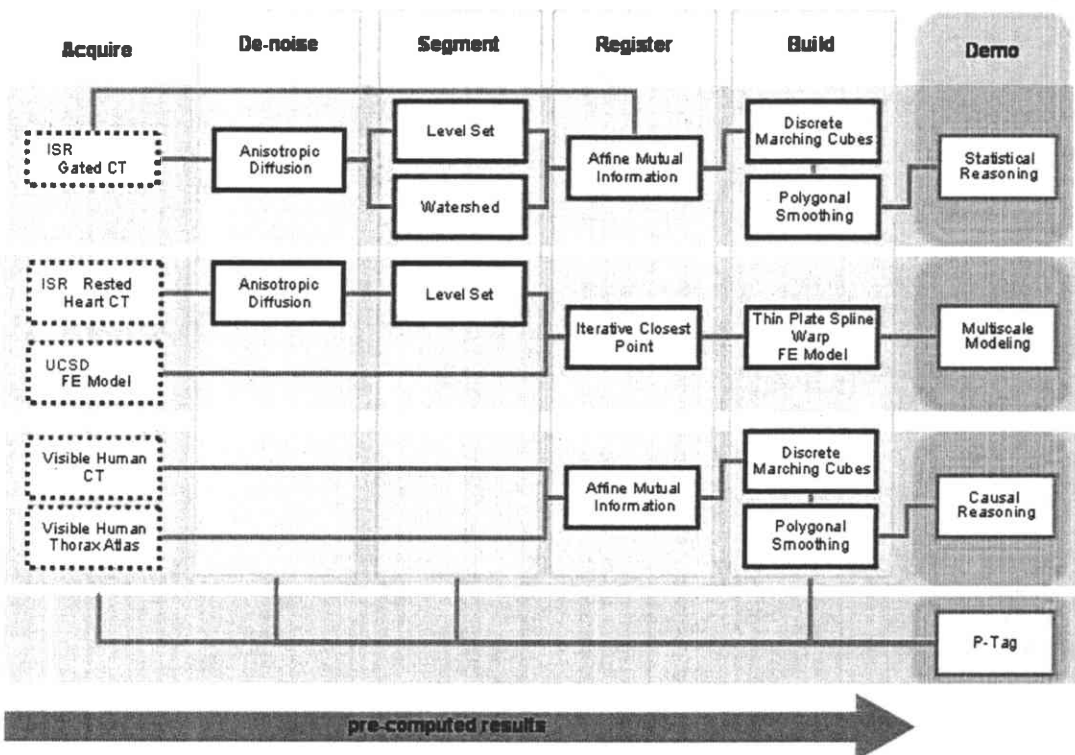 Acquire
De-noise
Segment
Register
Build
Demo
ISR
Gated CT
Anisotropic
Diffusion
Level Set
Watershed
Affine Mutual
Information
Discrete
Marching Cubes
Polygonal
Smoothing
Statistical
Reasoning
ISR Rested
Heart CT
Anisotropic
Diffusion
Level Set
UCSD
FE Model
Iterative Closest
Point
Thin Plate Spline
Warp
FE Model
Multiscale
Modeling
Visible Human
CT
Visible Human
Thorax Atlas
Affine Mutual
Information
Discrete
Marching Cubes
Polygonal
Smoothing
Causal
Reasoning
P-Tag
pre-computed results